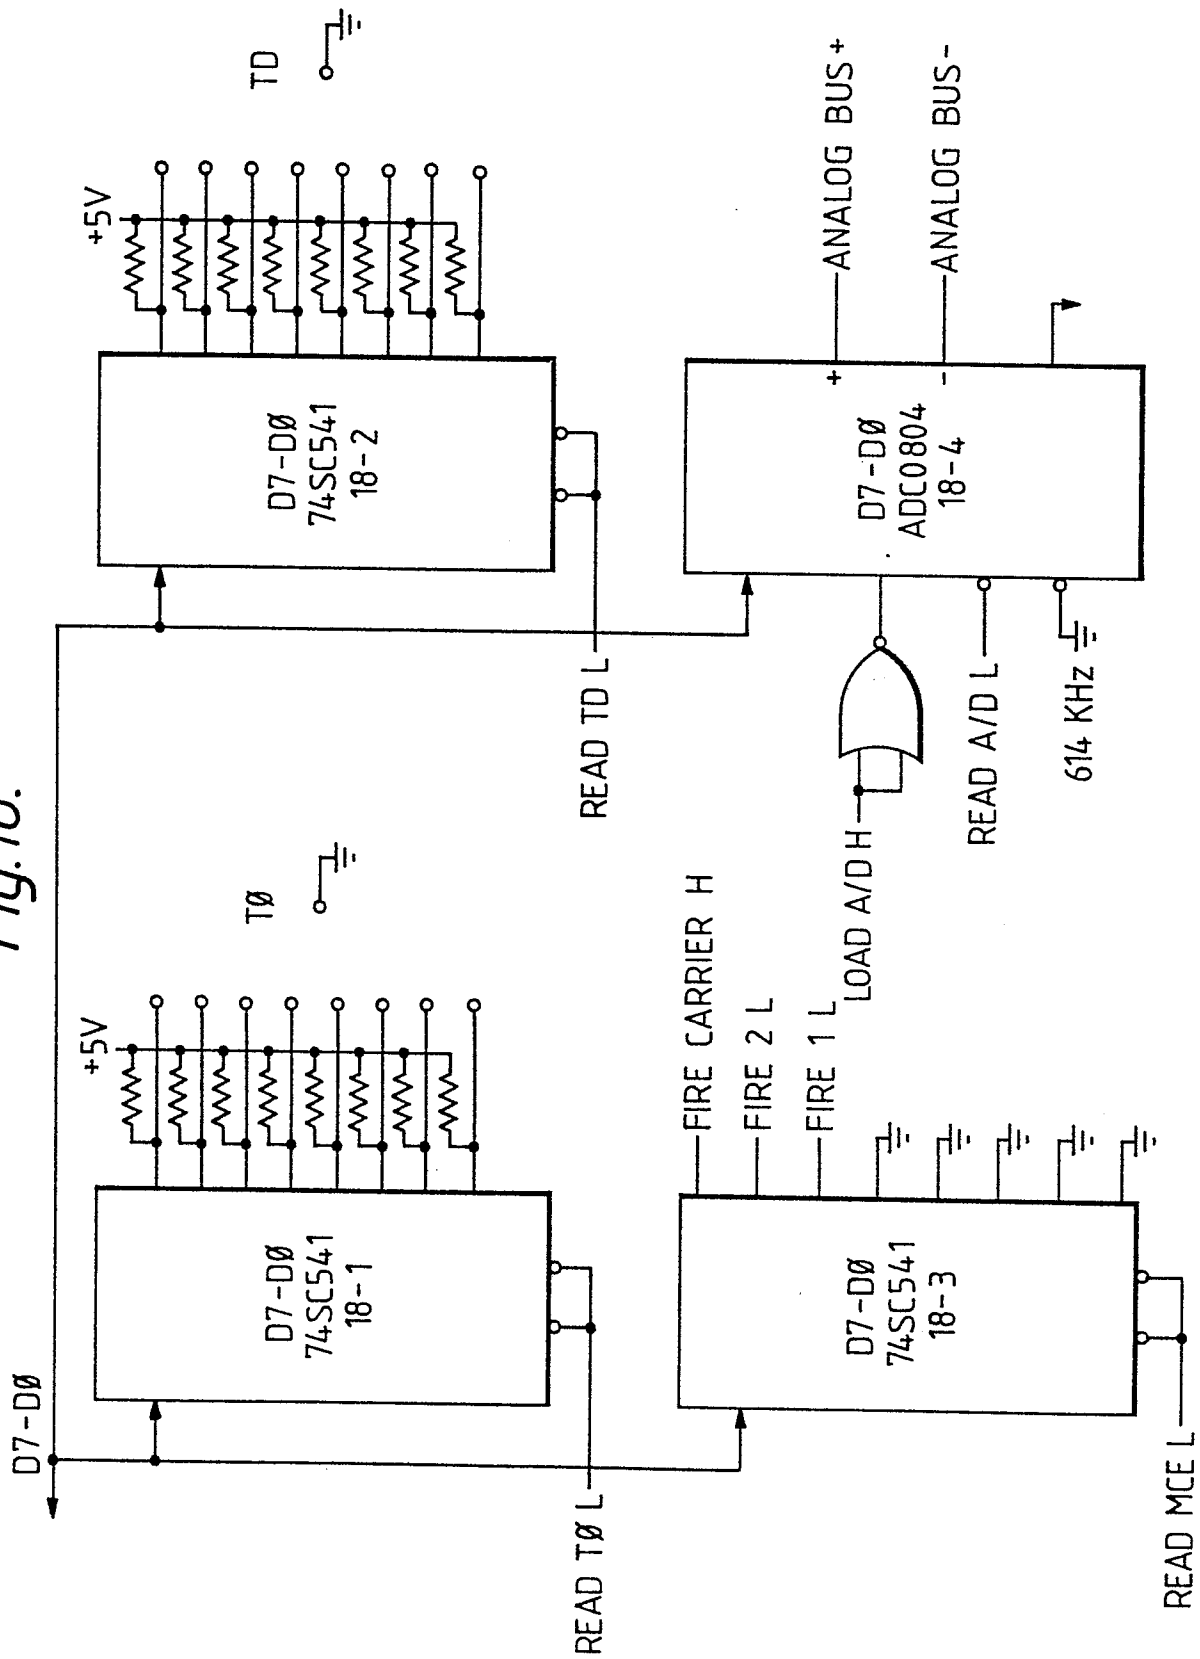 D7-DØ
+5V
TØ
D7-DØ
74SC541
18-1
READ TØ L
+5V
TD
D7-DØ
74SC541
18-2
READ TD L
FIRE CARRIER H
FIRE 2 L
FIRE 1 L
D7-DØ
74SC541
18-3
READ MCE L
LOAD A/D H
READ A/D L
614 KHz
+
-
D7-DØ
ADC0804
18-4
ANALOG BUS+
ANALOG BUS-